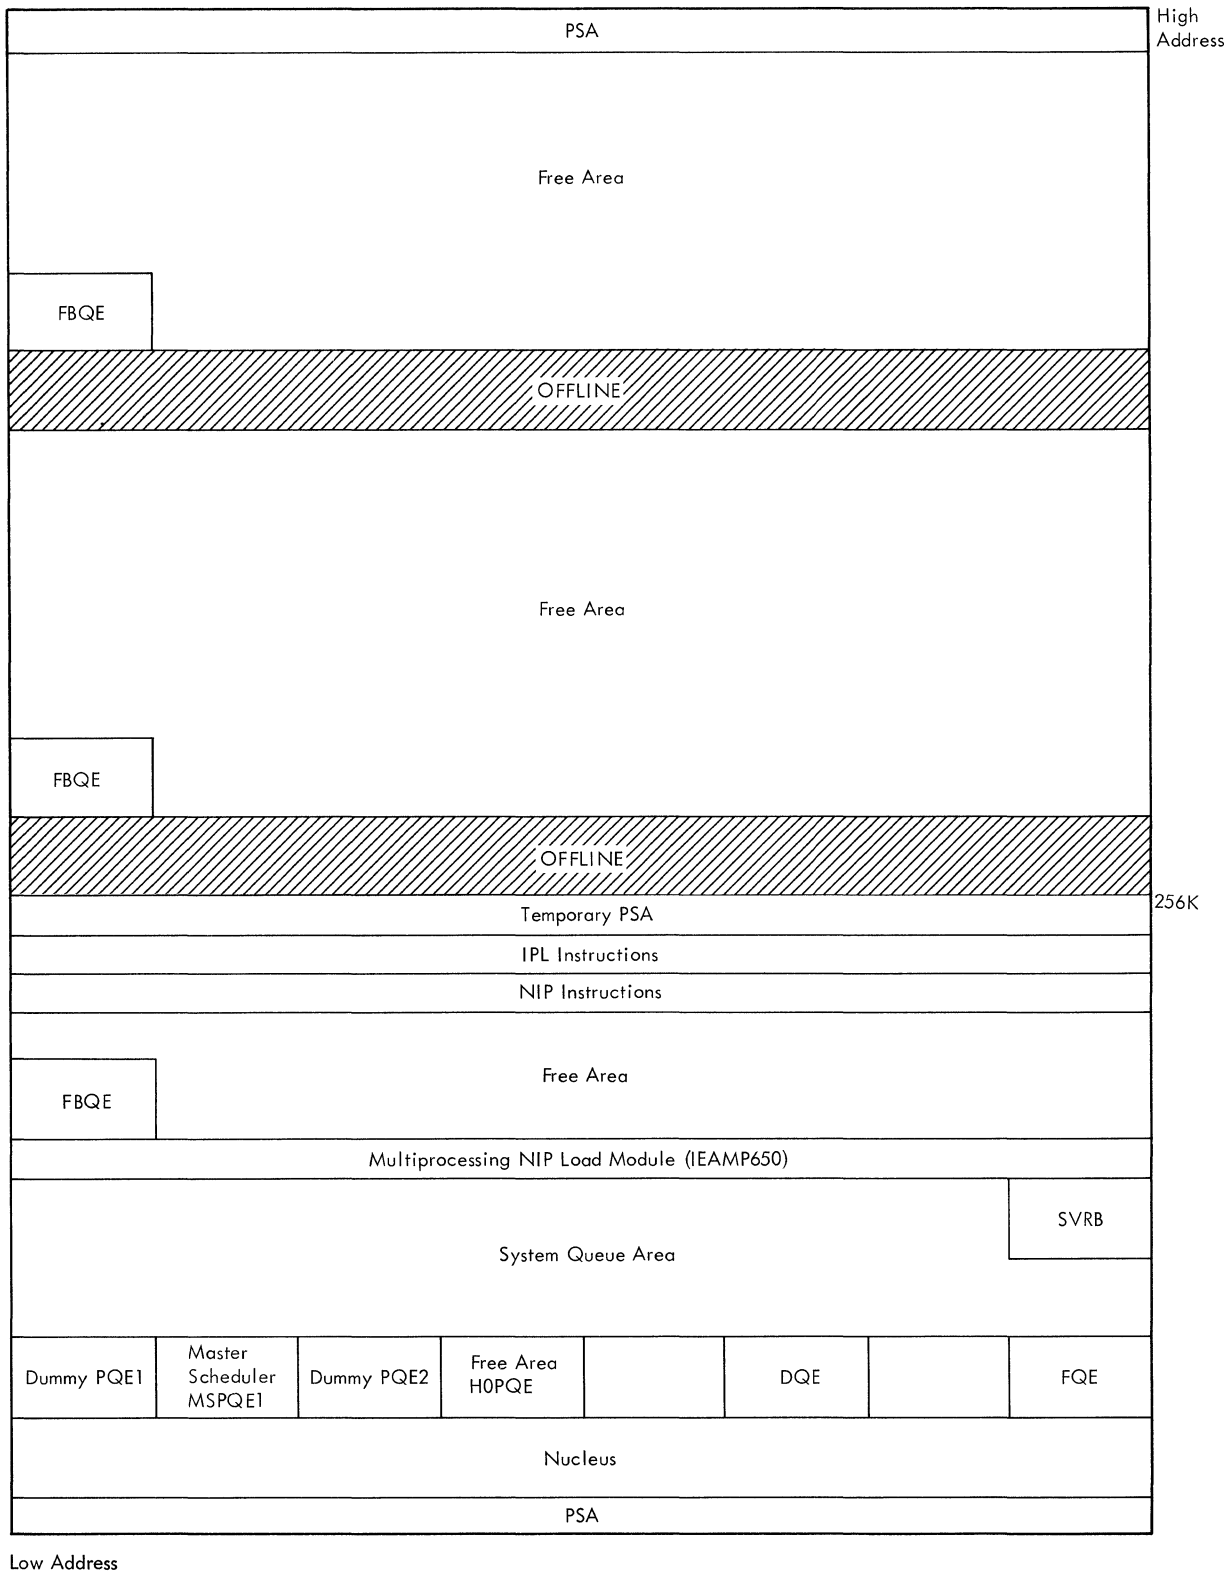 High
Address
PSA
Free Area
FBQE
OFFLINE
Free Area
FBQE
OFFLINE
256K
Temporary PSA
IPL Instructions
NIP Instructions
Free Area
FBQE
Multiprocessing NIP Load Module (IEAMP650)
SVRB
System Queue Area
Dummy PQE1
Master
Scheduler
MSPQE1
Dummy PQE2
Free Area
H0PQE
DQE
FQE
Nucleus
PSA
Low Address